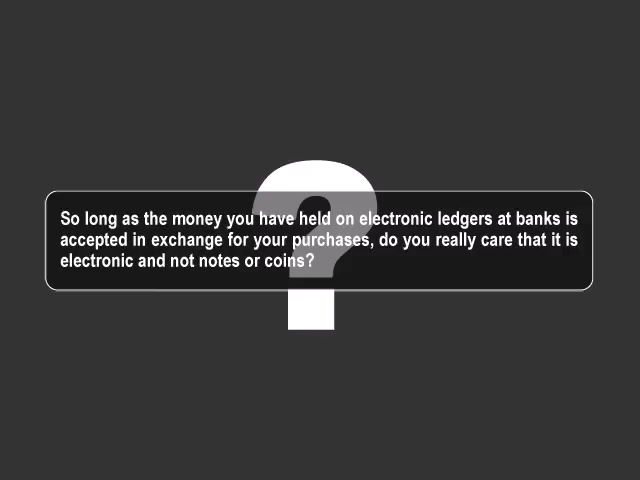 So long as the money you have held on electronic ledgers at banks is
accepted in exchange for your purchases, do you really care that it is
electronic and not notes or coins?